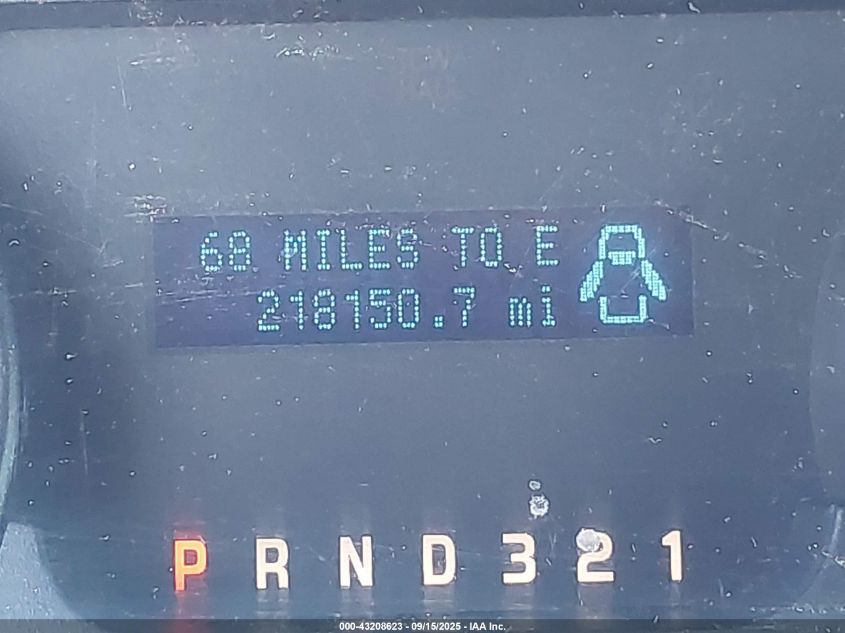 68 MILES TO E
218150.7 mi
P R N D 3 2 1
000-43208623 - 09/15/2025 - IAA Inc.